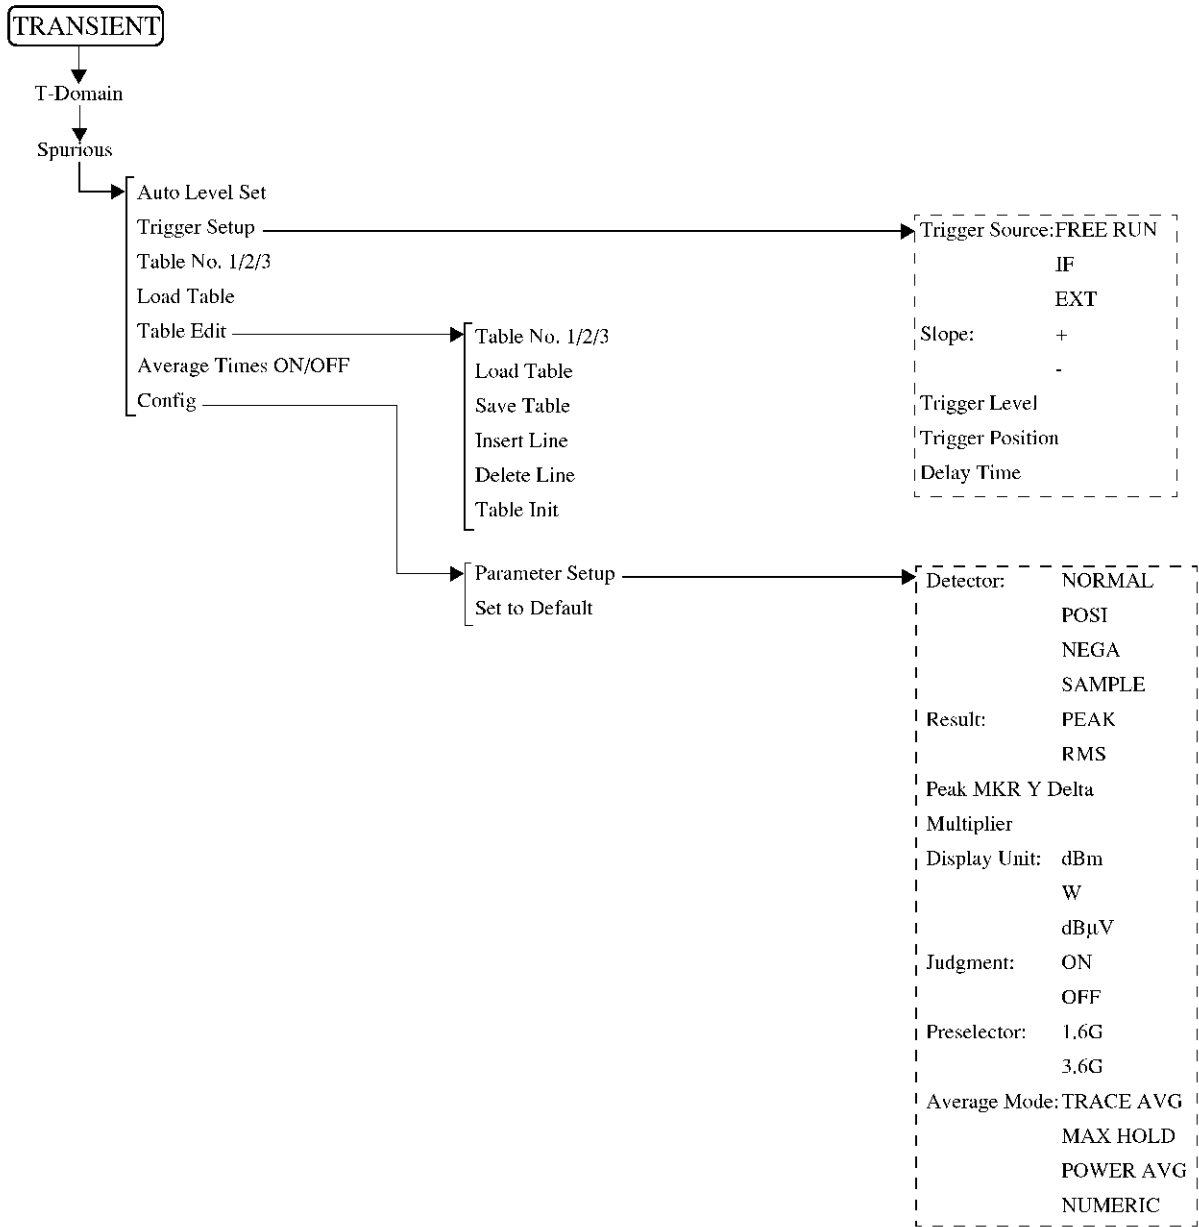 TRANSIENT
T-Domain
Spurious
Auto Level Set
Trigger Setup
Table No. 1/2/3
Load Table
Table Edit
Average Times ON/OFF
Config
Table No. 1/2/3
Load Table
Save Table
Insert Line
Delete Line
Table Init
Parameter Setup
Set to Default
Trigger Source: FREE RUN
IF
EXT
Slope: +
-
Trigger Level
Trigger Position
Delay Time
Detector: NORMAL
POSI
NEGA
SAMPLE
Result: PEAK
RMS
Peak MKR Y Delta
Multiplier
Display Unit: dBm
W
dBµV
Judgment: ON
OFF
Preselector: 1.6G
3.6G
Average Mode: TRACE AVG
MAX HOLD
POWER AVG
NUMERIC